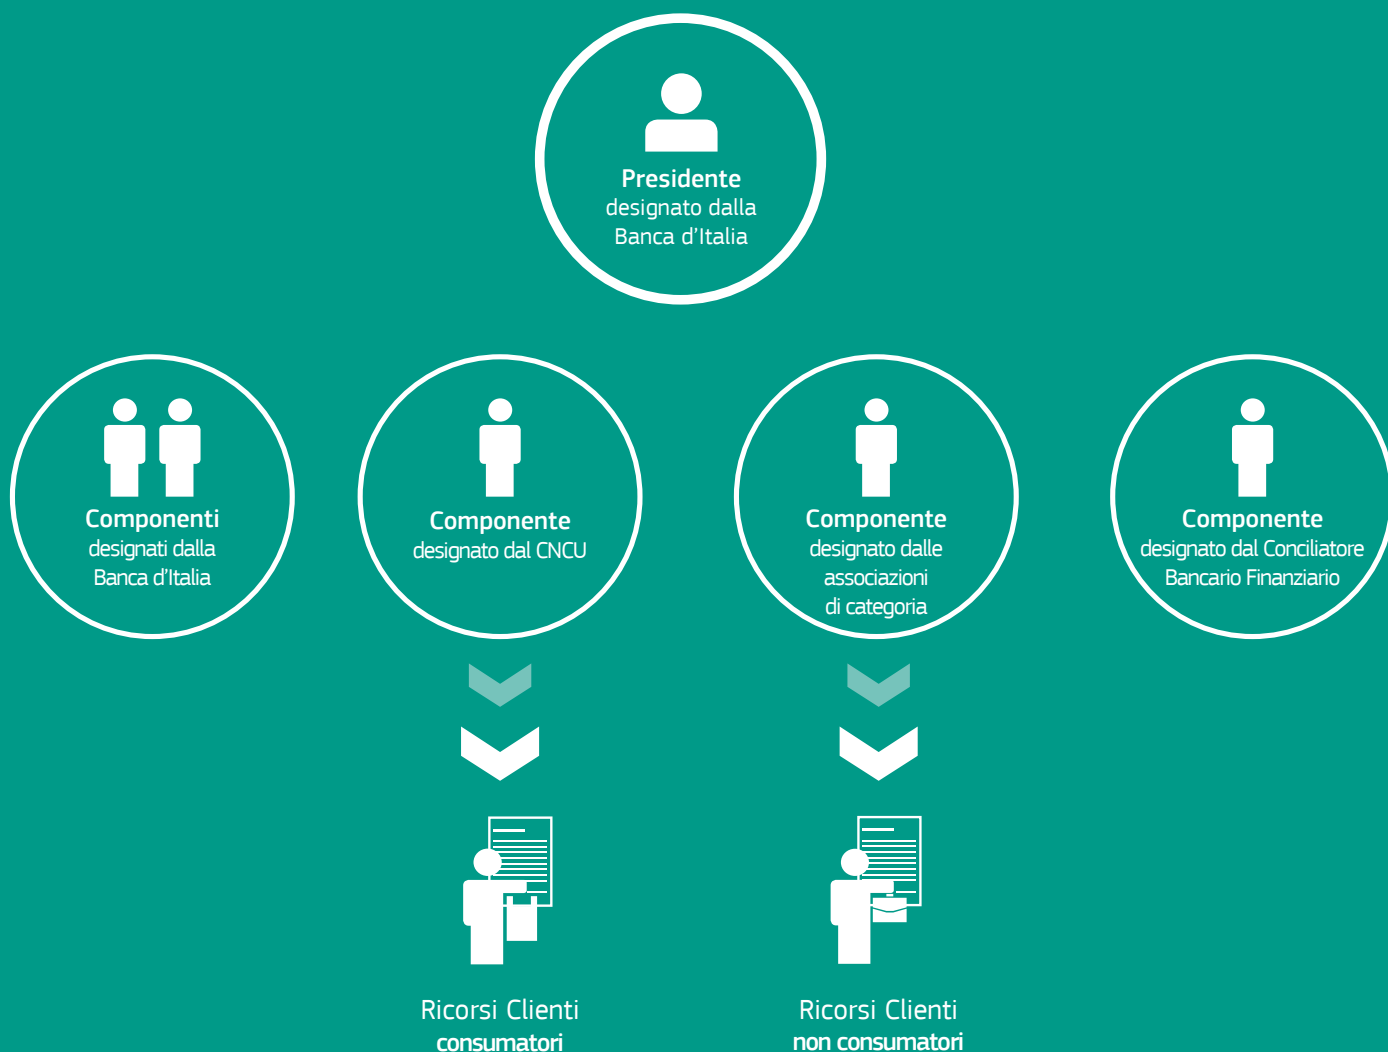 Presidente
designato dalla
Banca d'Italia
Componenti
designati dalla
Banca d'Italia
Componente
designato dal CNCU
Componente
designato dalle
associazioni
di categoria
Componente
designato dal Conciliatore
Bancario Finanziario
Ricorsi Clienti
consumatori
Ricorsi Clienti
non consumatori